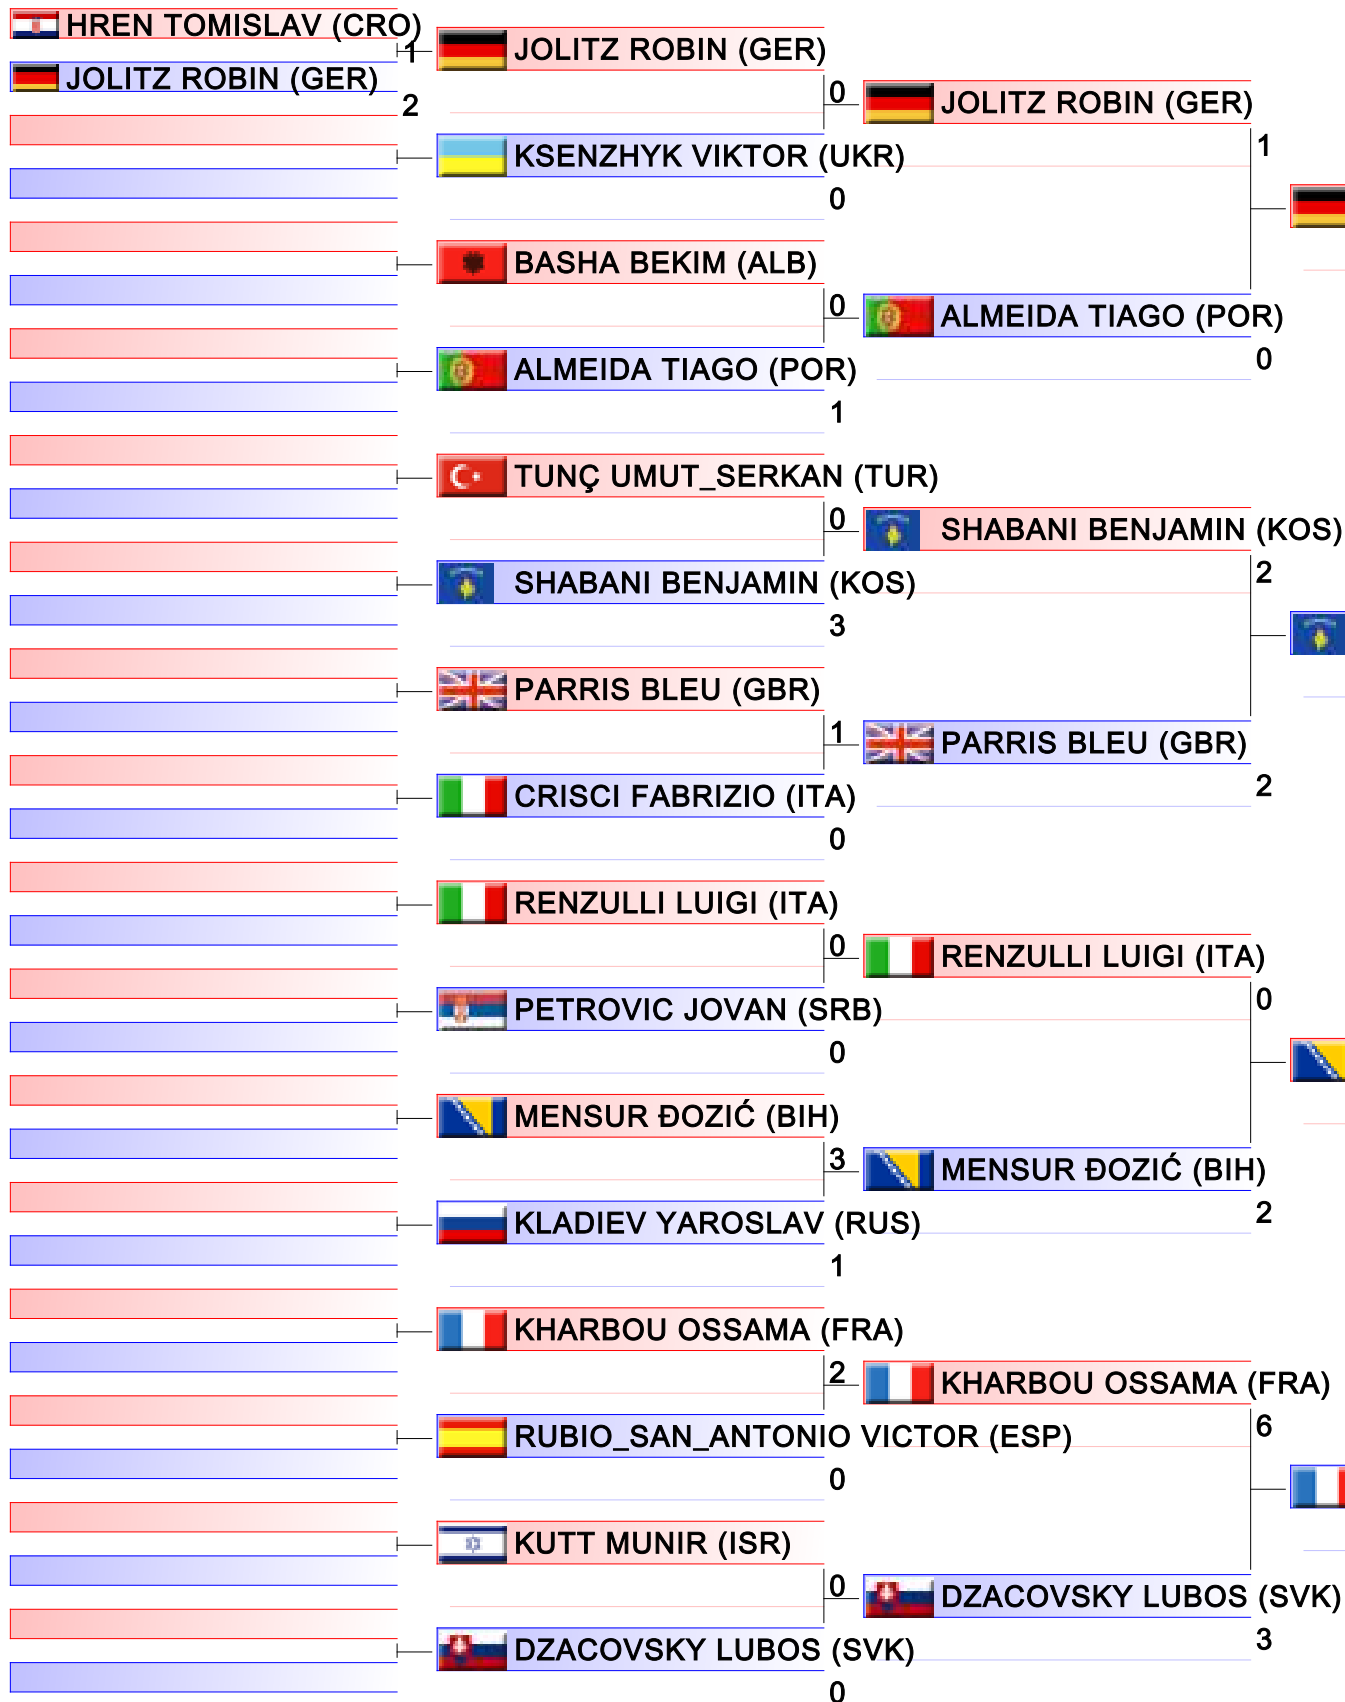 HREN TOMISLAV (CRO)
1
JOLITZ ROBIN (GER)
2
JOLITZ ROBIN (GER)
0
KSENZHYK VIKTOR (UKR)
0
BASHA BEKIM (ALB)
0
ALMEIDA TIAGO (POR)
1
TUNÇ UMUT_SERKAN (TUR)
0
SHABANI BENJAMIN (KOS)
3
PARRIS BLEU (GBR)
1
CRISCI FABRIZIO (ITA)
0
RENZULLI LUIGI (ITA)
0
PETROVIC JOVAN (SRB)
0
MENSUR ĐOZIĆ (BIH)
3
KLADIEV YAROSLAV (RUS)
1
KHARBOU OSSAMA (FRA)
2
RUBIO_SAN_ANTONIO VICTOR (ESP)
0
KUTT MUNIR (ISR)
0
DZACOVSKY LUBOS (SVK)
0
JOLITZ ROBIN (GER)
1
ALMEIDA TIAGO (POR)
0
SHABANI BENJAMIN (KOS)
2
PARRIS BLEU (GBR)
2
RENZULLI LUIGI (ITA)
0
MENSUR ĐOZIĆ (BIH)
2
KHARBOU OSSAMA (FRA)
6
DZACOVSKY LUBOS (SVK)
3